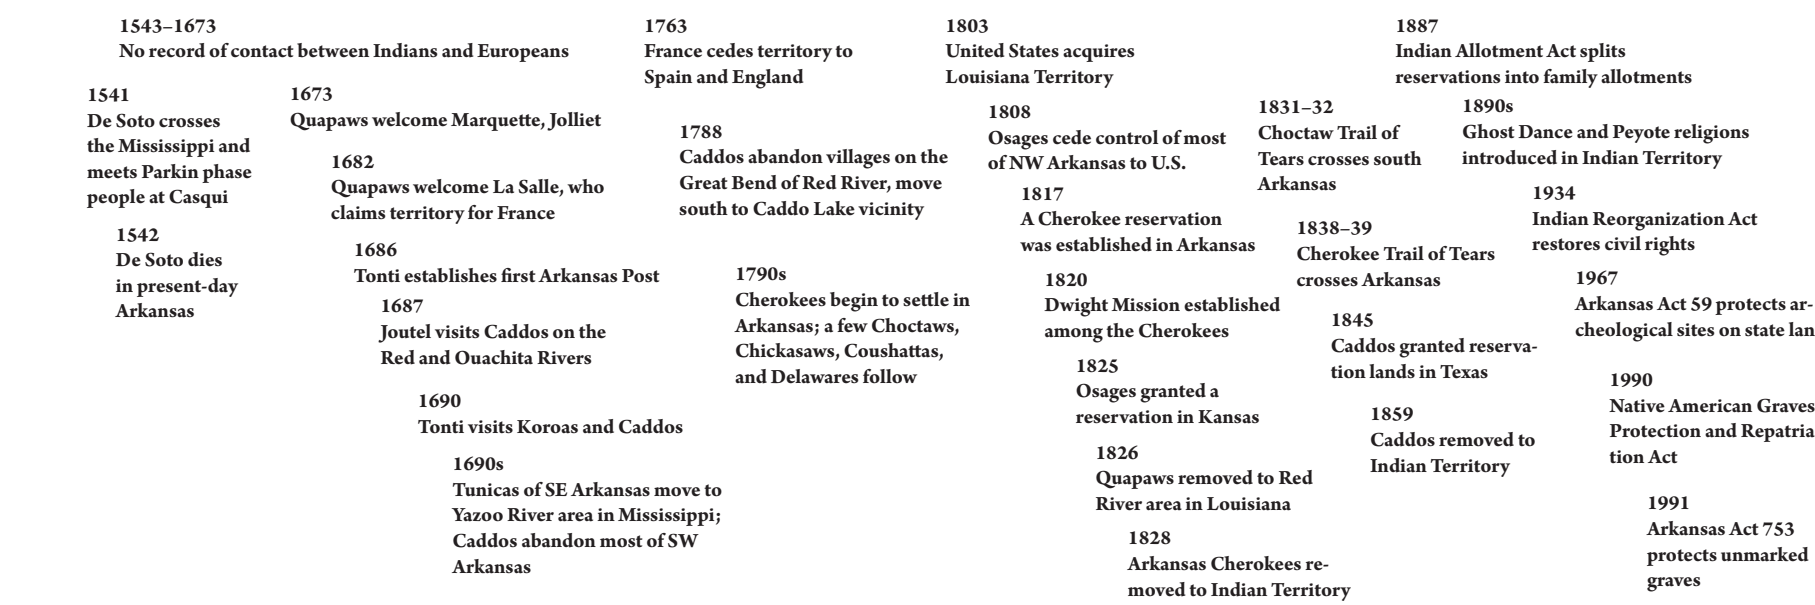 1543–1673
No record of contact between Indians and Europeans
1541
De Soto crosses
the Mississippi and
meets Parkin phase
people at Casqui
1542
De Soto dies
in present-day
Arkansas
1673
Quapaws welcome Marquette, Jolliet
1682
Quapaws welcome La Salle, who
claims territory for France
1686
Tonti establishes first Arkansas Post
1687
Joutel visits Caddos on the
Red and Ouachita Rivers
1690
Tonti visits Koroas and Caddos
1690s
Tunicas of SE Arkansas move to
Yazoo River area in Mississippi;
Caddos abandon most of SW
Arkansas
1763
France cedes territory to
Spain and England
1788
Caddos abandon villages on the
Great Bend of Red River, move
south to Caddo Lake vicinity
1790s
Cherokees begin to settle in
Arkansas; a few Choctaws,
Chickasaws, Coushattas,
and Delawares follow
1803
United States acquires
Louisiana Territory
1808
Osages cede control of most
of NW Arkansas to U.S.
1817
A Cherokee reservation
was established in Arkansas
1820
Dwight Mission established
among the Cherokees
1825
Osages granted a
reservation in Kansas
1826
Quapaws removed to Red
River area in Louisiana
1828
Arkansas Cherokees re-
moved to Indian Territory
1831–32
Choctaw Trail of
Tears crosses south
Arkansas
1838–39
Cherokee Trail of Tears
crosses Arkansas
1845
Caddos granted reserva-
tion lands in Texas
1859
Caddos removed to
Indian Territory
1887
Indian Allotment Act splits
reservations into family allotments
1890s
Ghost Dance and Peyote religions
introduced in Indian Territory
1934
Indian Reorganization Act
restores civil rights
1967
Arkansas Act 59 protects ar-
cheological sites on state lan
1990
Native American Graves
Protection and Repatria
tion Act
1991
Arkansas Act 753
protects unmarked
graves